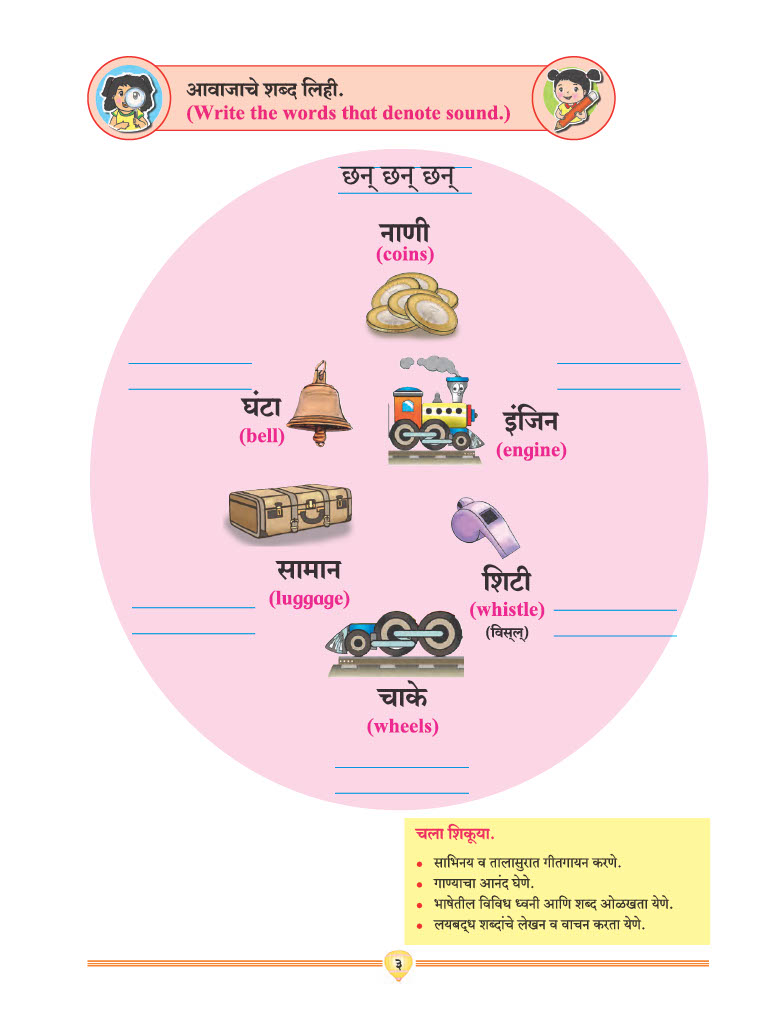 आवाजाचे शब्द लिही.
(Write the words that denote sound.)
छन् छन् छन्
नाणी
(coins)
घंटा
(bell)
इंजिन
(engine)
सामान
(luggage)
शिटी
(whistle)
(विस्‌ल्)
चाके
(wheels)
चला शिकूया.
• साभिनय व तालासुरात गीतगायन करणे.
• गाण्याचा आनंद घेणे.
• भाषेतील विविध ध्वनी आणि शब्द ओळखता येणे.
• लयबद्‌ध शब्दांचे लेखन व वाचन करता येणे.
३